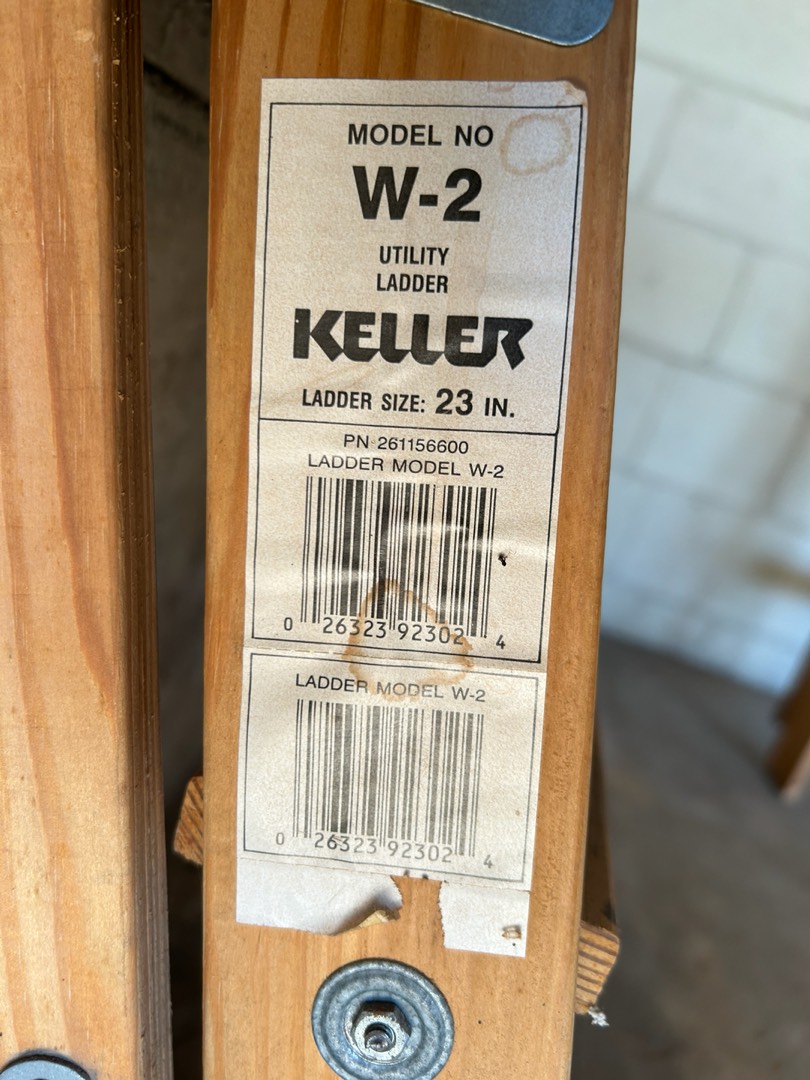 MODEL NO
W-2
UTILITY
LADDER
KELLER
LADDER SIZE: 23 IN.
PN 261156600
LADDER MODEL W-2
0 26323 92302 4
LADDER MODEL W-2
0 26323 92302 4